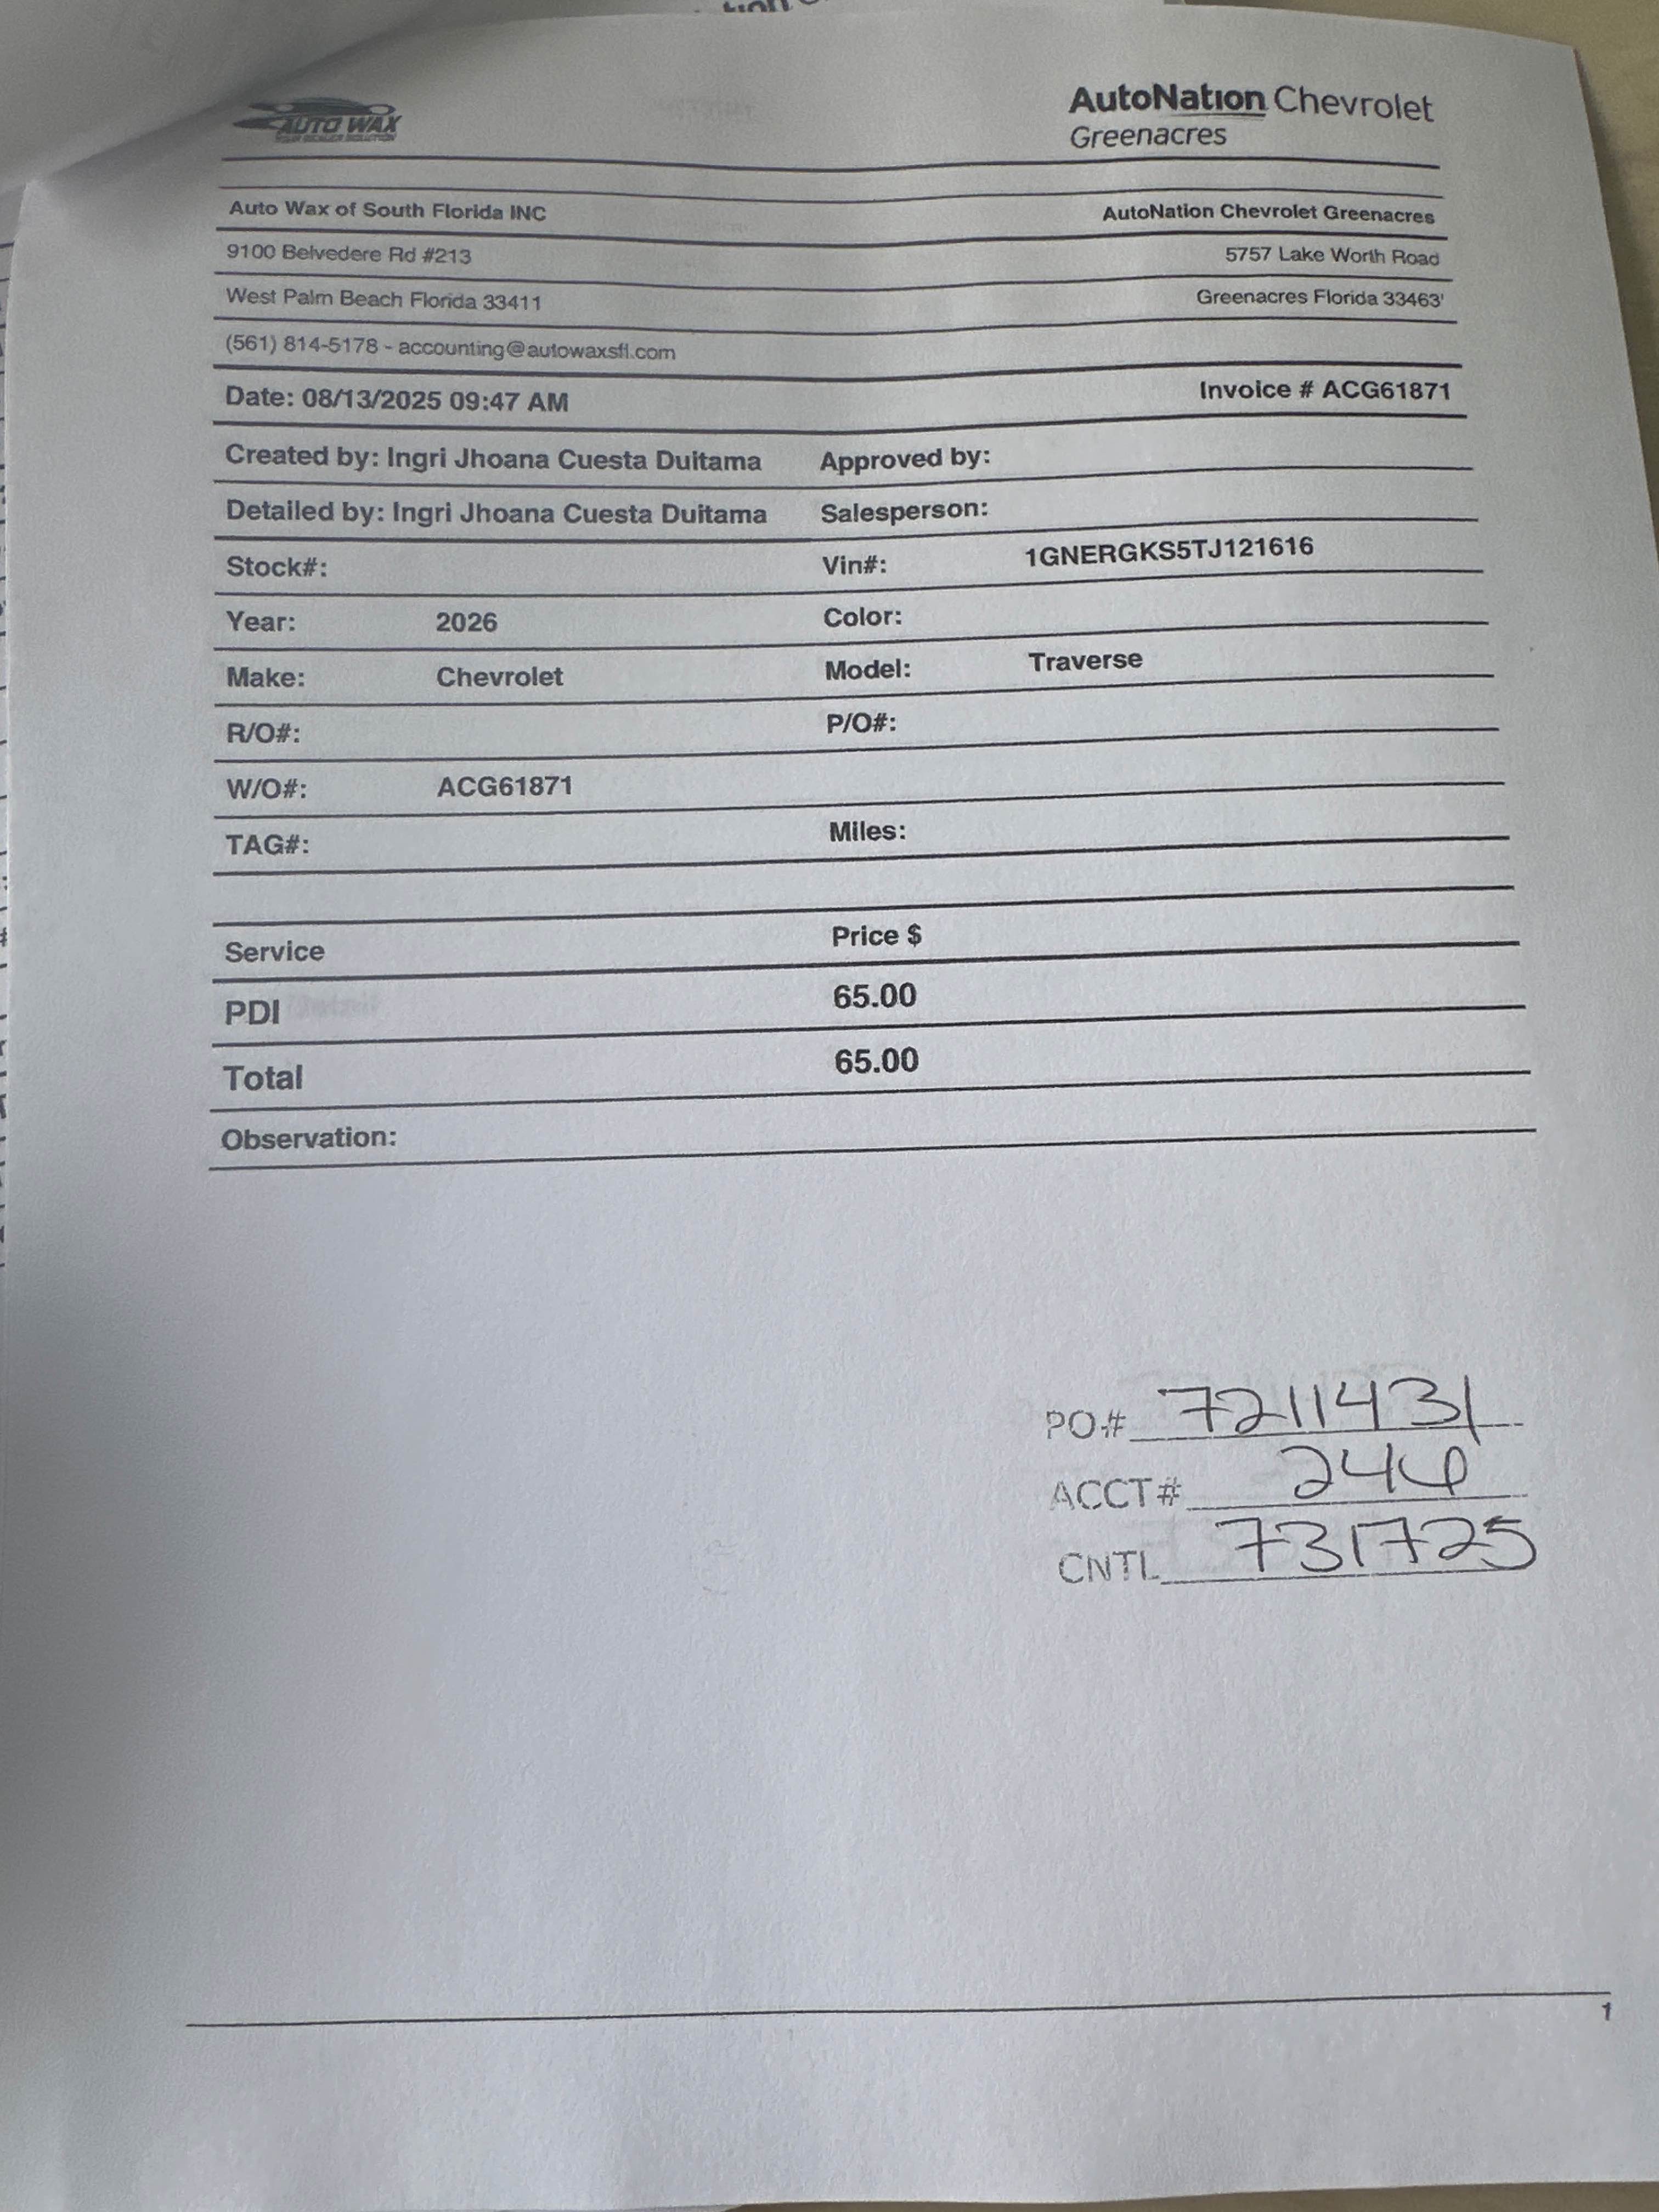 AUTO WAX
AutoNation Chevrolet
Greenacres
Auto Wax of South Florida INC AutoNation Chevrolet Greenacres
9100 Belvedere Rd #213 5757 Lake Worth Road
West Palm Beach Florida 33411 Greenacres Florida 33463'
(561) 814-5178 - accounting@autowaxsfl.com
Date: 08/13/2025 09:47 AM Invoice # ACG61871
Created by: Ingri Jhoana Cuesta Duitama Approved by:
Detailed by: Ingri Jhoana Cuesta Duitama Salesperson:
Stock#: Vin#: 1GNERGKS5TJ121616
Year: 2026 Color:
Make: Chevrolet Model: Traverse
R/O#: P/O#:
W/O#: ACG61871
TAG#: Miles:
Service Price $
PDI 65.00
Total 65.00
Observation:
PO# 7211431
ACCT#
CNTL 731725
1